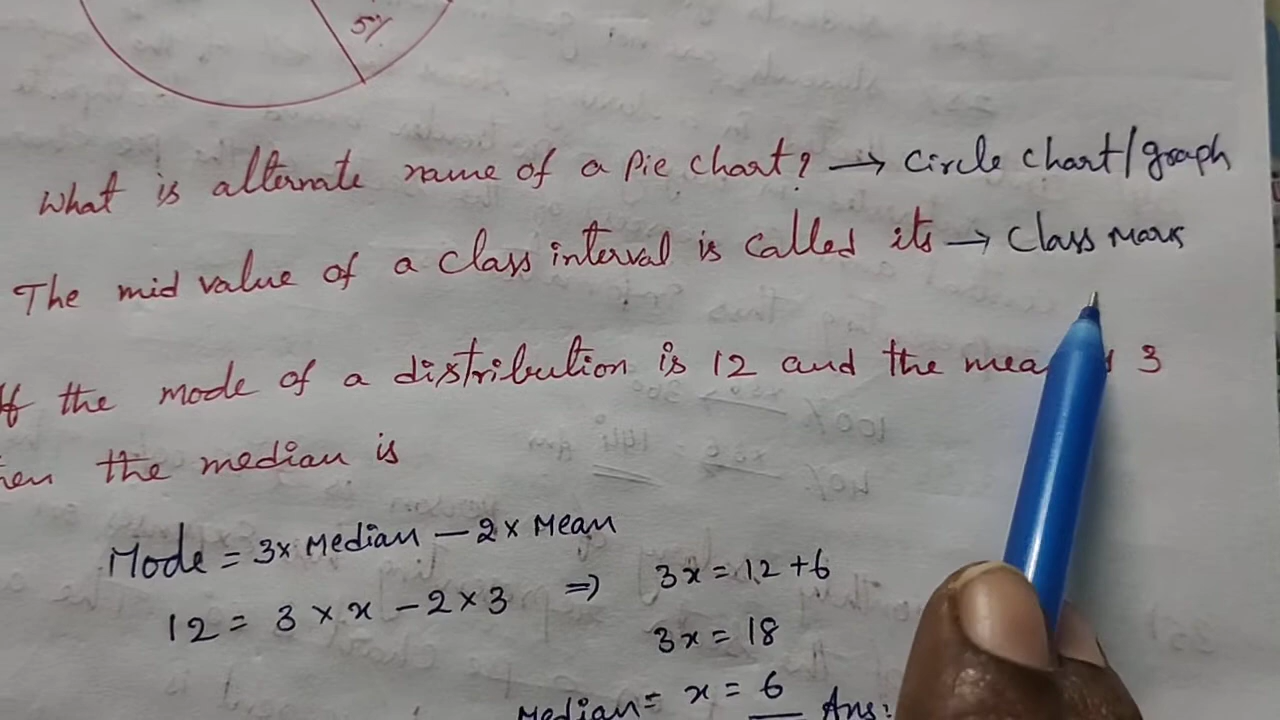 5%
What is alternate name of a Pie chart? → Circle chart/graph
The mid value of a class interval is called its → Class Mark
If the mode of a distribution is 12 and the 3
the median is
Mode = 3x Median - 2 x Mean
12 = 3 × x - 2 × 3 ⇒ 3x = 12 + 6
3x = 18
Median = x = 6 Ans: